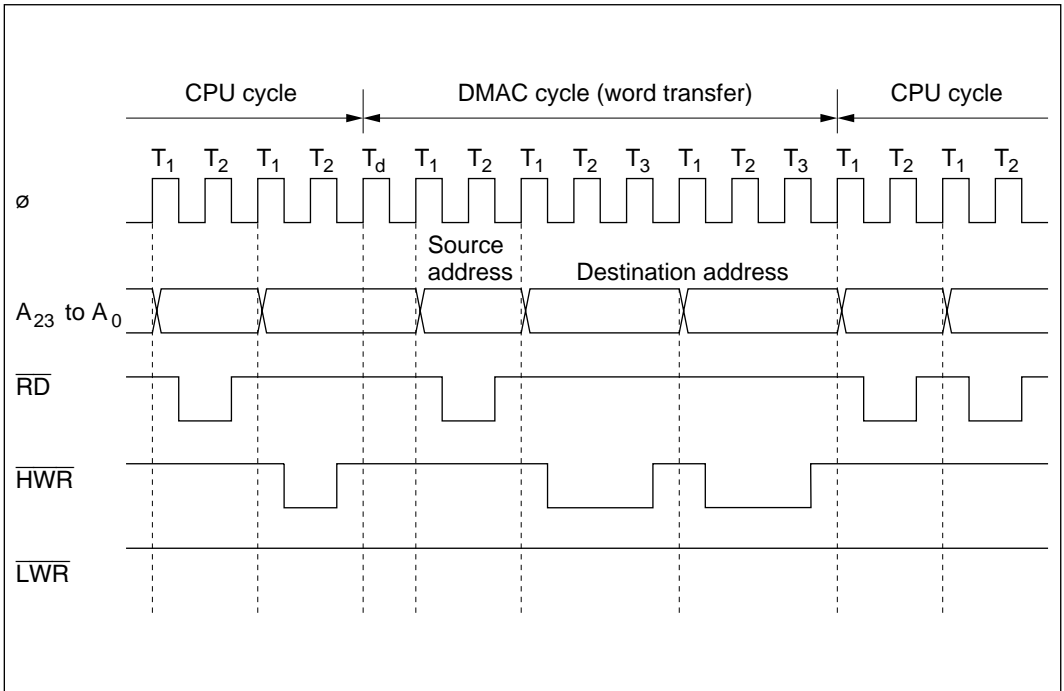 CPU cycle DMAC cycle (word transfer) CPU cycle
T1 T2 T1 T2 Td T1 T2 T1 T2 T3 T1 T2 T3 T1 T2 T1 T2
ø
Source
address Destination address
A23 to A0
RD
HWR
LWR